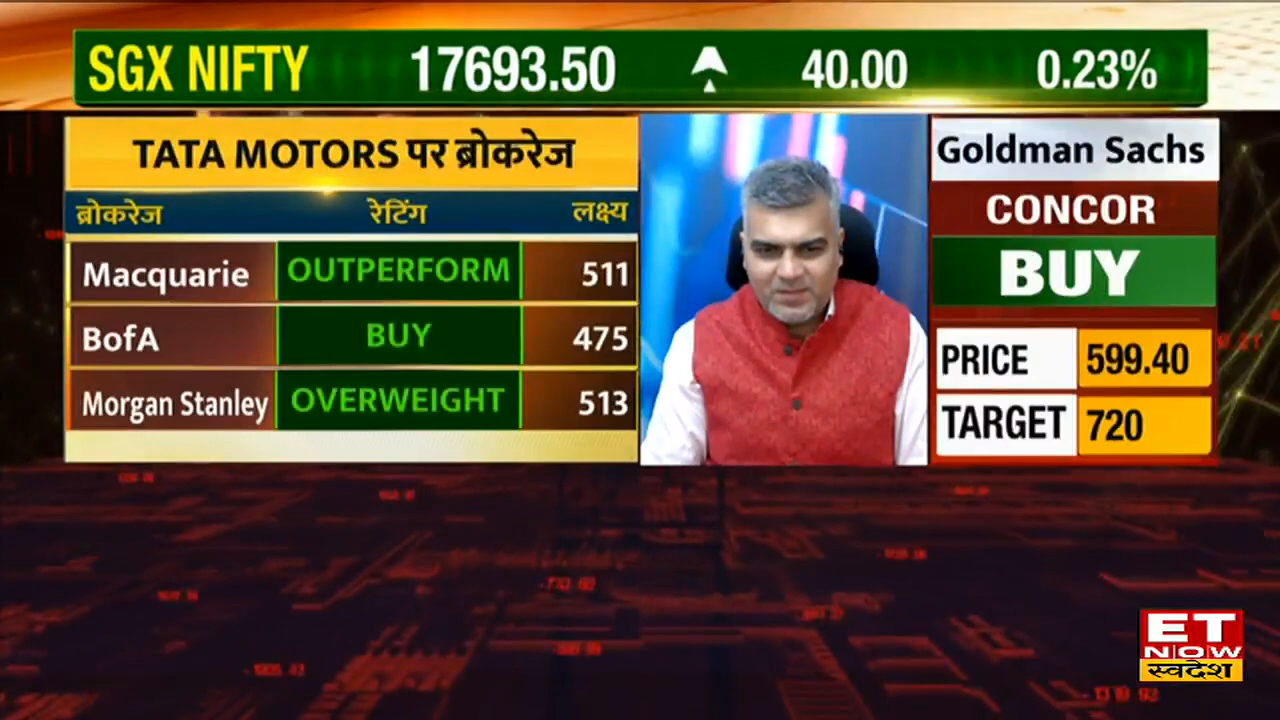 SGX NIFTY 17693.50 40.00 0.23%
TATA MOTORS पर ब्रोकरेज
ब्रोकरेज रेटिंग लक्ष्य
Macquarie OUTPERFORM 511
BofA BUY 475
Morgan Stanley OVERWEIGHT 513
Goldman Sachs
CONCOR
BUY
PRICE 599.40
TARGET 720
ET
NOW
स्वदेश